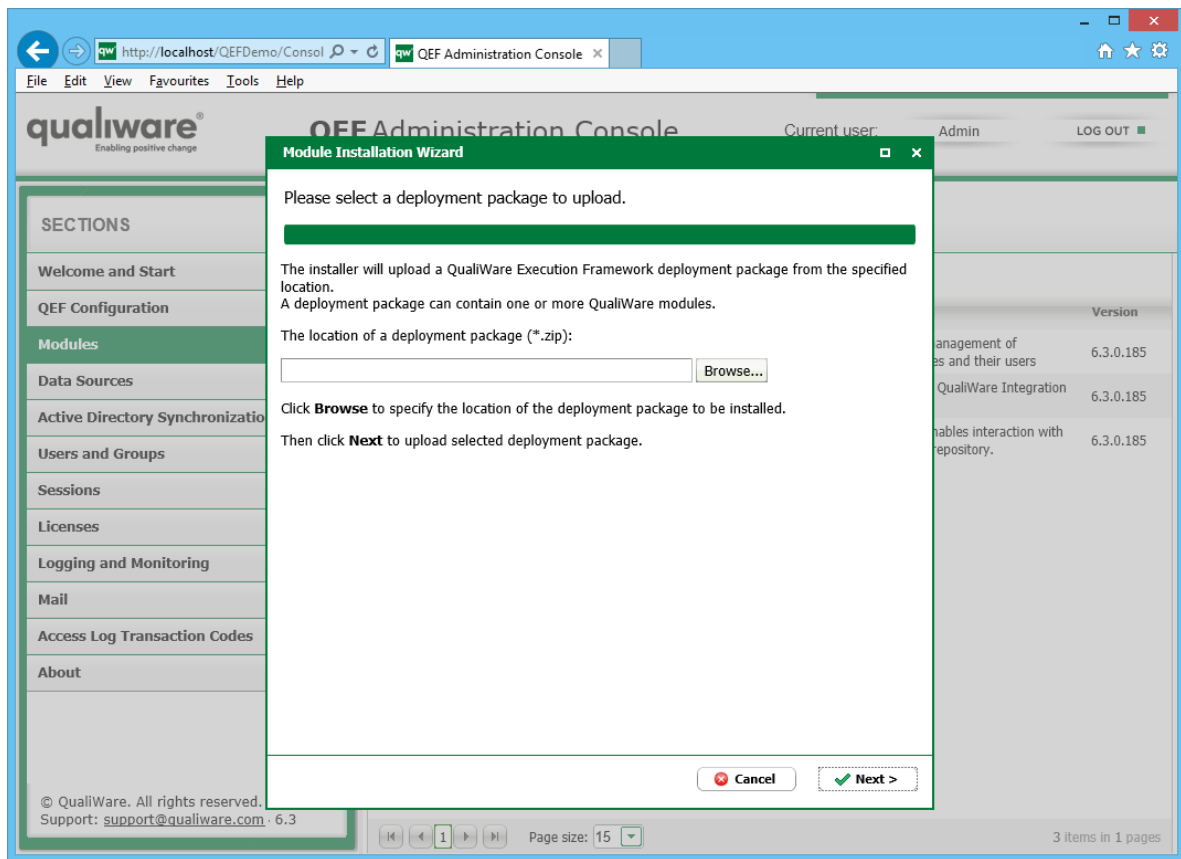 http://localhost/QEFDemo/Consol
QEF Administration Console
File Edit View Favourites Tools Help
qualiware®
Enabling positive change
QEF Administration Console
Current user: Admin
LOG OUT
Module Installation Wizard
Please select a deployment package to upload.
SECTIONS
Welcome and Start
QEF Configuration
Modules
Data Sources
Active Directory Synchronizatio
Users and Groups
Sessions
Licenses
Logging and Monitoring
Mail
Access Log Transaction Codes
About
© QualiWare. All rights reserved.
Support: support@qualiware.com · 6.3
The installer will upload a QualiWare Execution Framework deployment package from the specified
location.
A deployment package can contain one or more QualiWare modules.
The location of a deployment package (*.zip):
Browse...
Click Browse to specify the location of the deployment package to be installed.
Then click Next to upload selected deployment package.
Cancel
Next >
Version
anagement of
es and their users
6.3.0.185
QualiWare Integration
6.3.0.185
nables interaction with
repository.
6.3.0.185
1
Page size: 15
3 items in 1 pages